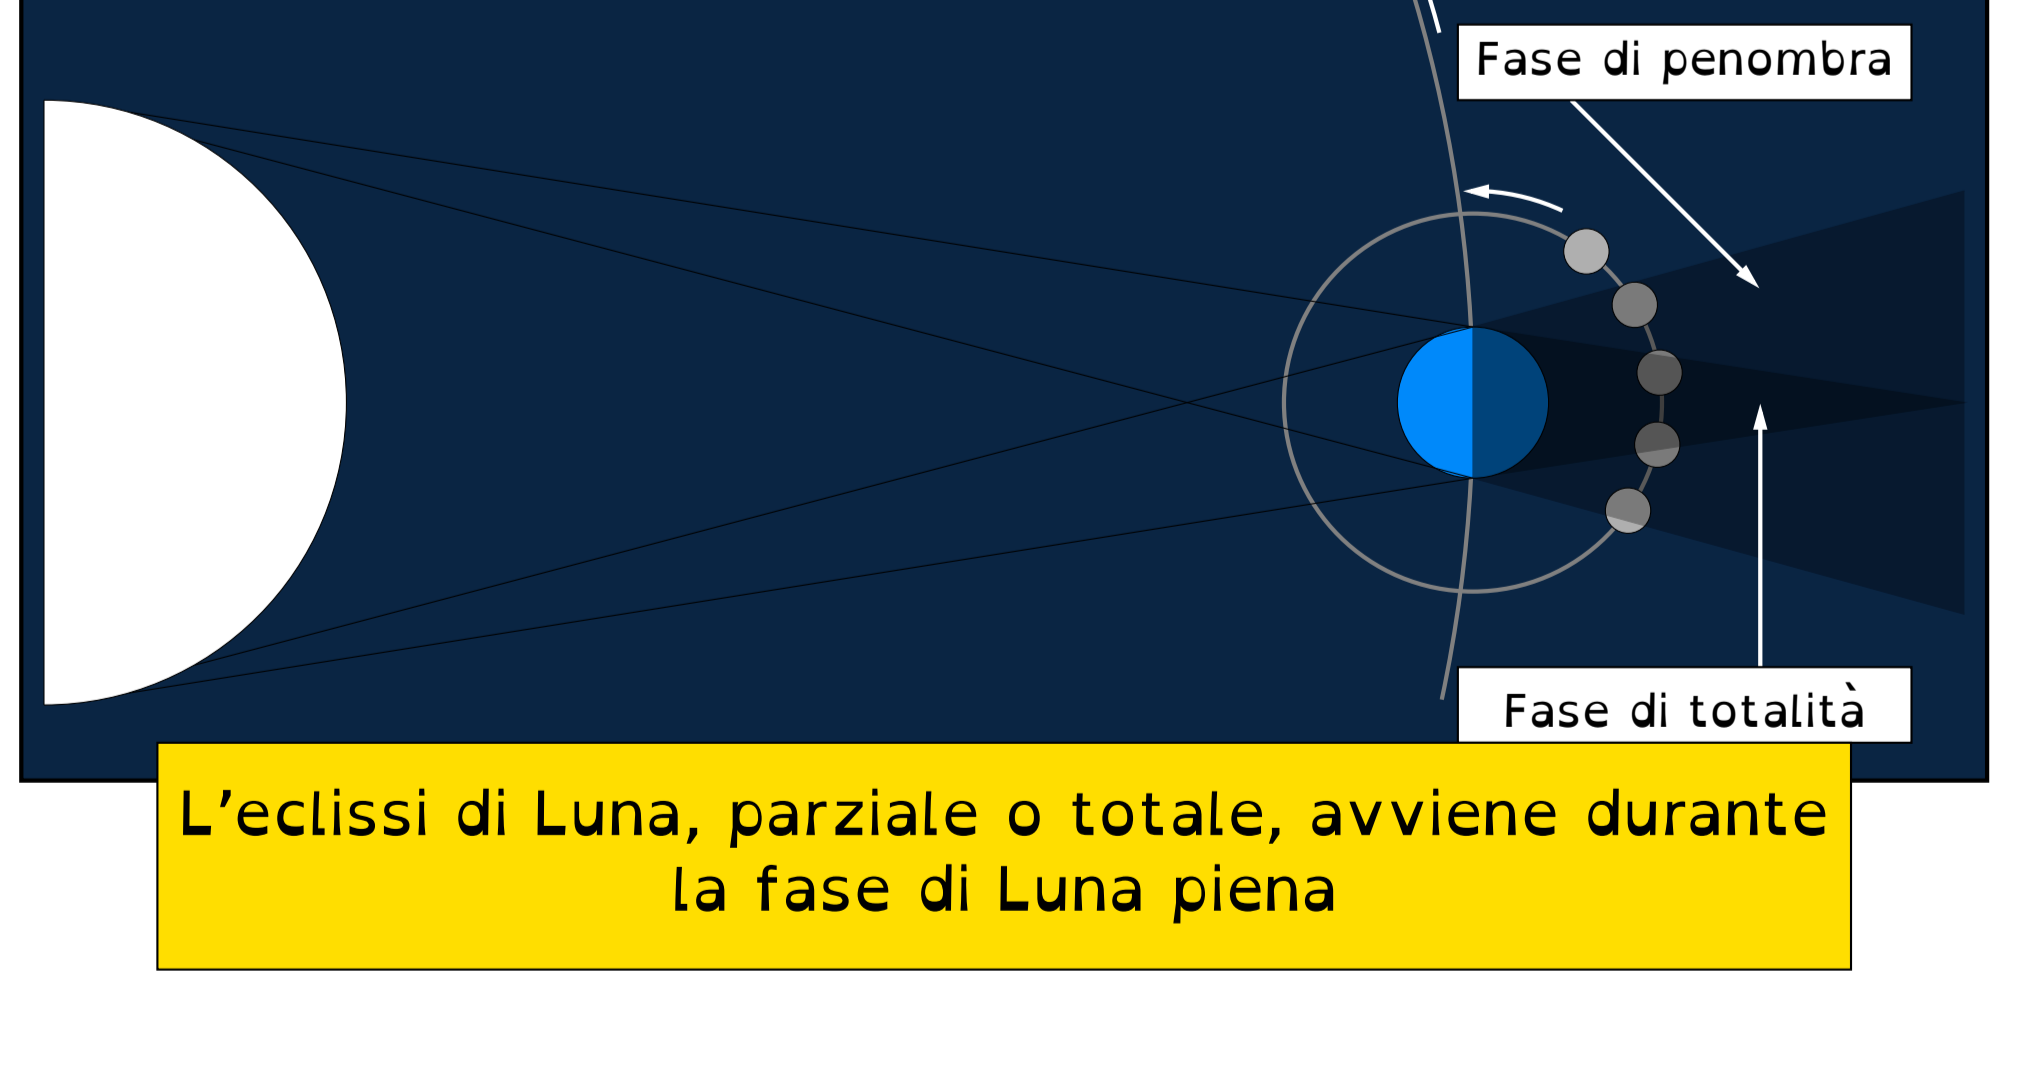 Fase di penombra
Fase di totalità
L'eclissi di Luna, parziale o totale, avviene durante
la fase di Luna piena